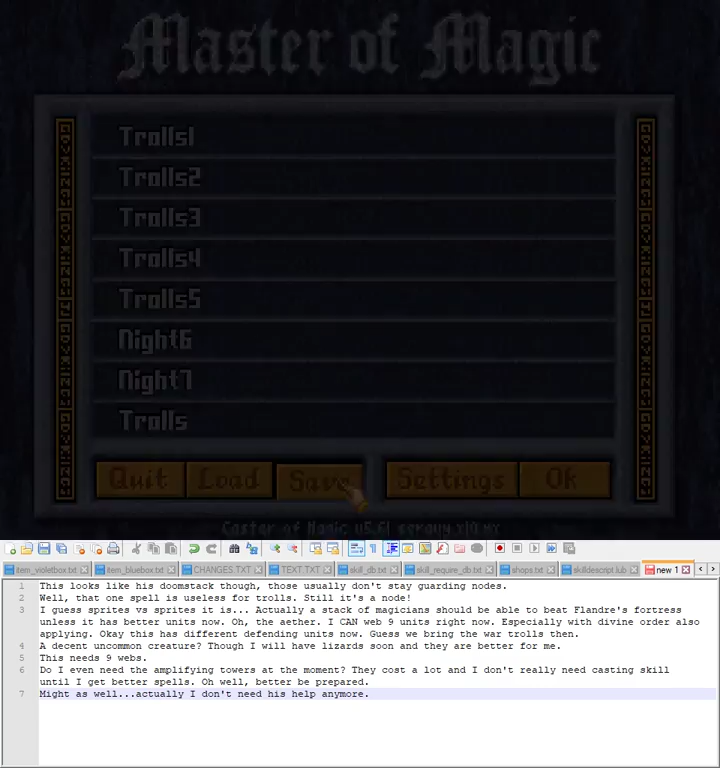 Master of Magic
Trolls1
Trolls2
Trolls3
Trolls4
Trolls5
Night6
Night7
Trolls
Quit Load Save Settings Ok
Caster of Magic v5.61
item_violetbox.txt item_bluebox.txt CHANGES.TXT TEXT.TXT skill_db.txt skill_require_db.txt shops.txt skilldescript.lub new 1
1 This looks like his doomstack though, those usually don't stay guarding nodes.
2 Well, that one spell is useless for trolls. Still it's a node!
3 I guess sprites vs sprites it is... Actually a stack of magicians should be able to beat Flandre's fortress
unless it has better units now. Oh, the aether. I CAN web 9 units right now. Especially with divine order also
applying. Okay this has different defending units now. Guess we bring the war trolls then.
4 A decent uncommon creature? Though I will have lizards soon and they are better for me.
5 This needs 9 webs.
6 Do I even need the amplifying towers at the moment? They cost a lot and I don't really need casting skill
until I get better spells. Oh well, better be prepared.
7 Might as well...actually I don't need his help anymore.